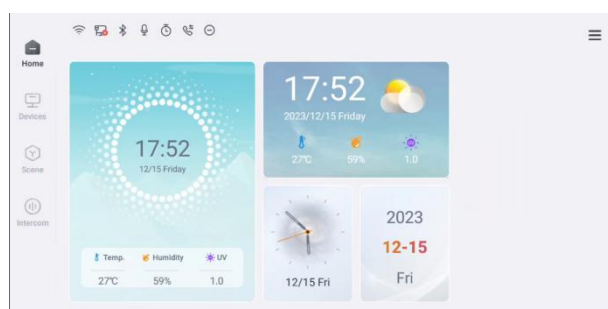 Home
Devices
Scene
Intercom
17:52
12/15 Friday
Temp. Humidity UV
27℃ 59% 1.0
17:52
2023/12/15 Friday
27℃ 59% 1.0
12/15 Fri
2023
12-15
Fri